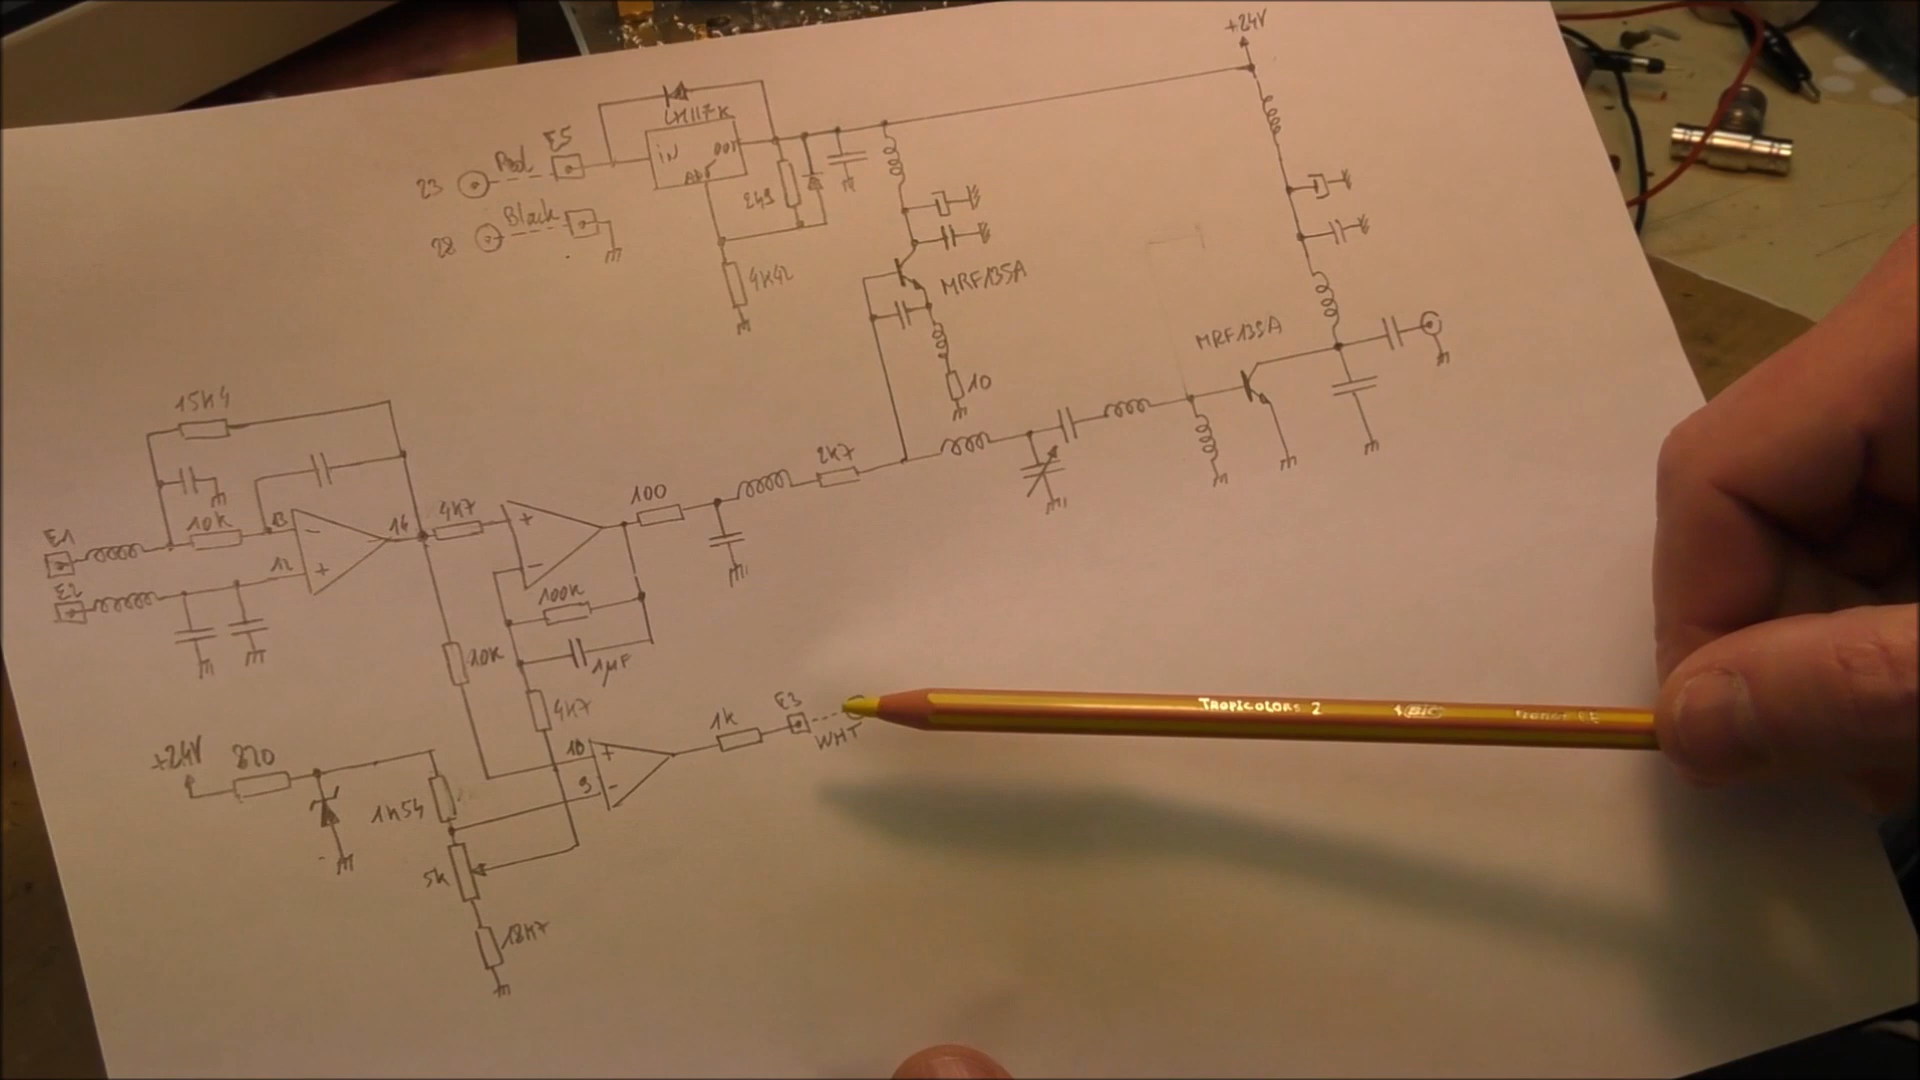 +24V
E5
LM117K
23
Red
iN
OUT
ADJ
249
28
Black
4K42
MRF135A
MRF135A
10
15K4
2K7
100
4K7
E1
10K
13
14
12
+
-
+
-
E2
100K
1µF
10K
4K7
E3
1K
WHT
TROPICOLORS 2
BIC
10
+
9
-
+24V
820
1K54
5K
18K7